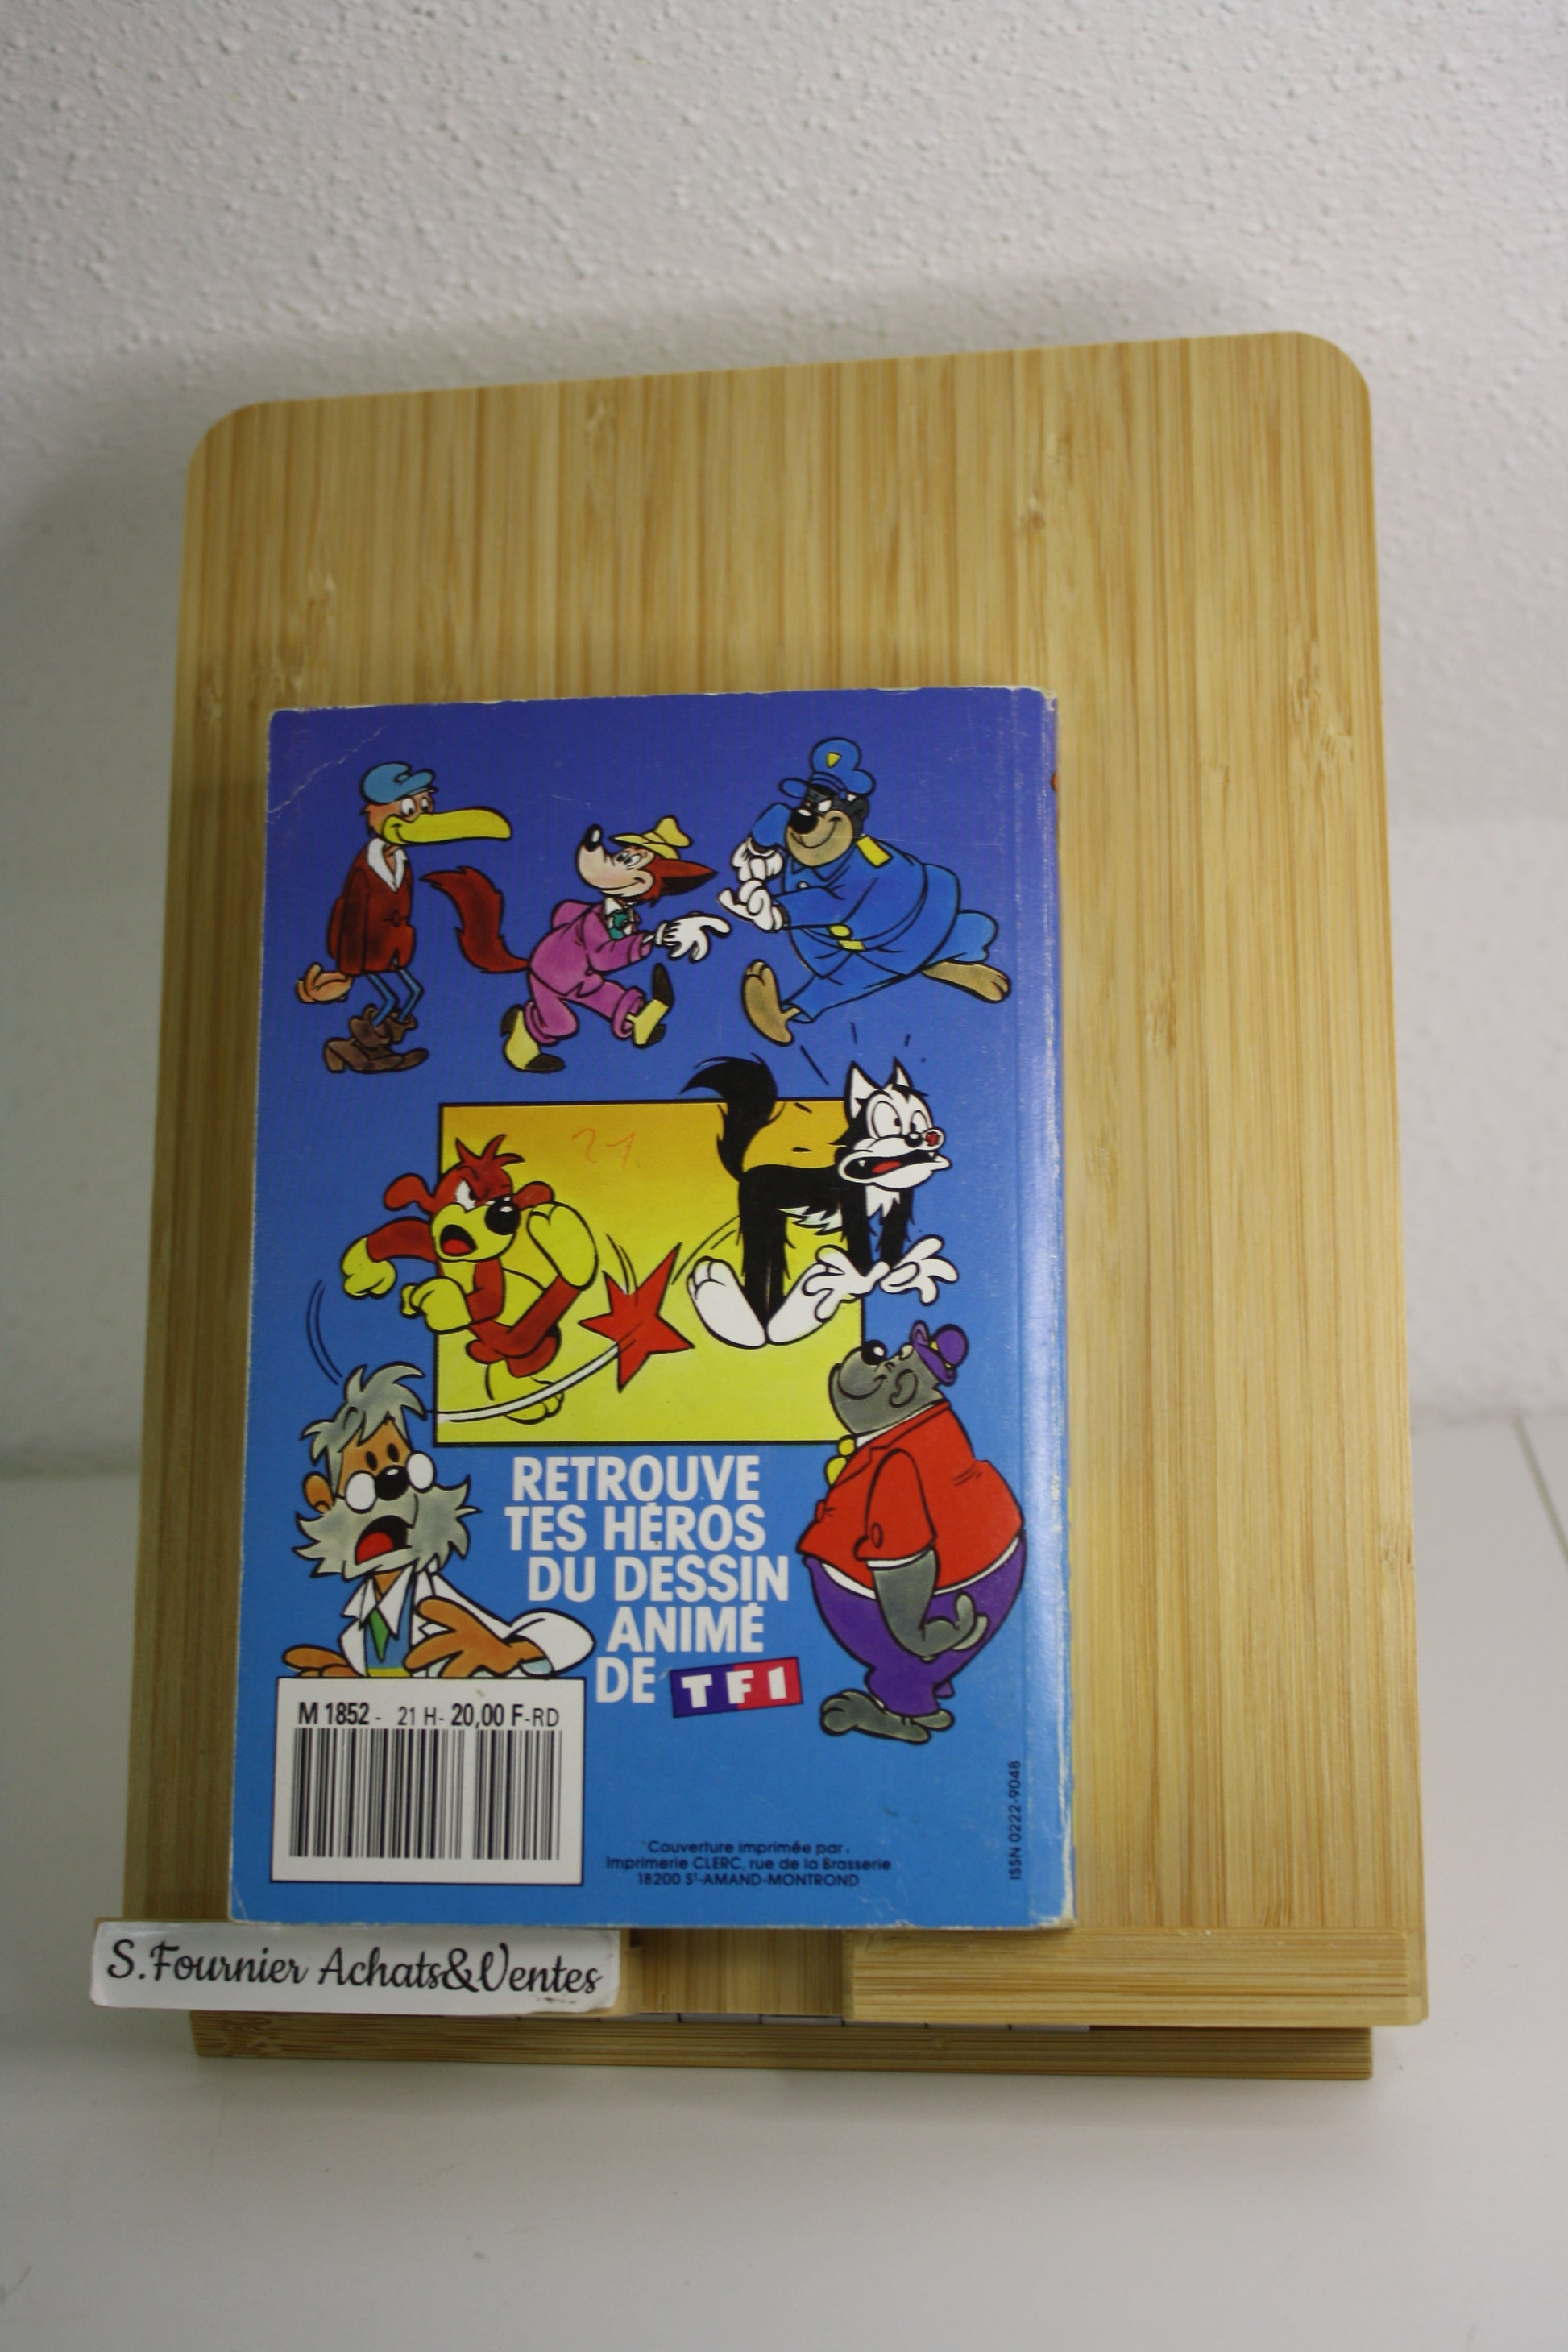 21
RETROUVE
TES HÉROS
DU DESSIN
ANIMÉ
DE TF1
M 1852 - 21 H - 20,00 F-RD
Couverture imprimée par.
Imprimerie CLERC, rue de la Brasserie
18200 St-AMAND-MONTROND
ISSN 0222-9048
S.Fournier Achats&Ventes